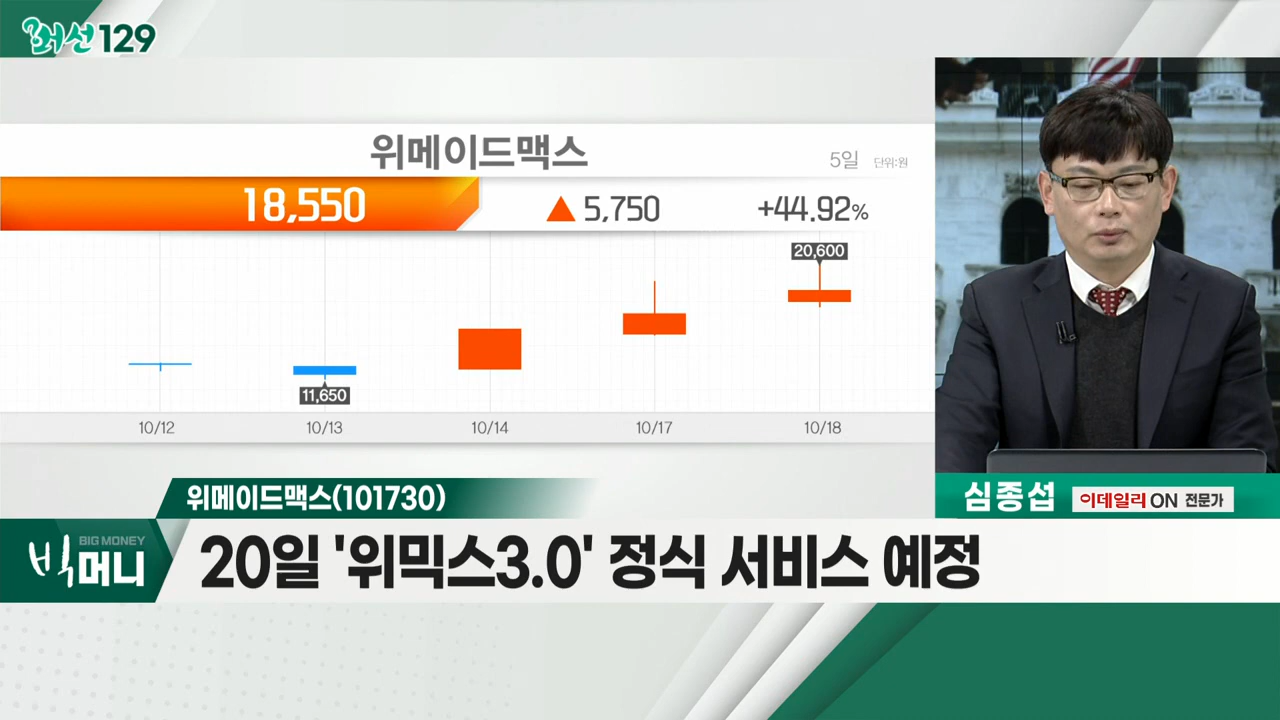 머선129
위메이드맥스
5일 단위:원
18,550 ▲ 5,750 +44.92%
20,600
11,650
10/12 10/13 10/14 10/17 10/18
심종섭 이데일리ON 전문가
위메이드맥스(101730)
BIG MONEY
빅머니
20일 '위믹스3.0' 정식 서비스 예정